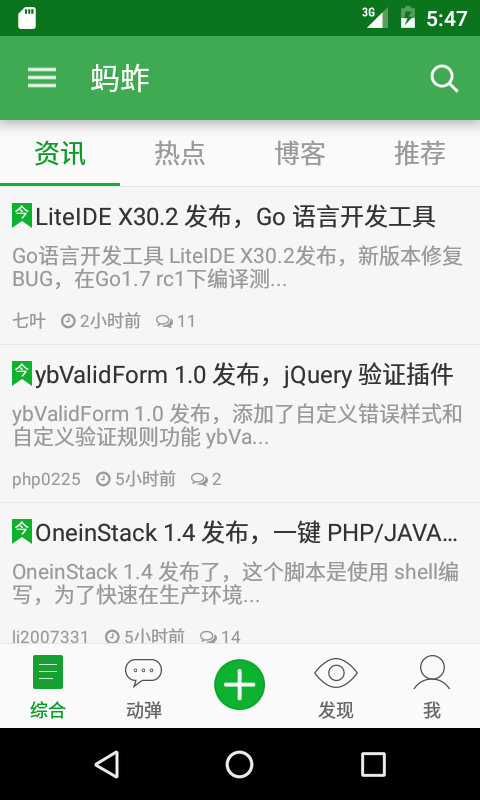 3G 5:47
蚂蚱
资讯 热点 博客 推荐
今 LiteIDE X30.2 发布，Go 语言开发工具
Go语言开发工具 LiteIDE X30.2发布，新版本修复
BUG，在Go1.7 rc1下编译测...
七叶 2小时前 11
今 ybValidForm 1.0 发布，jQuery 验证插件
ybValidForm 1.0 发布，添加了自定义错误样式和
自定义验证规则功能 ybVa...
php0225 5小时前 2
今 OneinStack 1.4 发布，一键 PHP/JAVA...
OneinStack 1.4 发布了，这个脚本是使用 shell编
写，为了快速在生产环境...
li2007331 5小时前 14
综合 动弹 发现 我